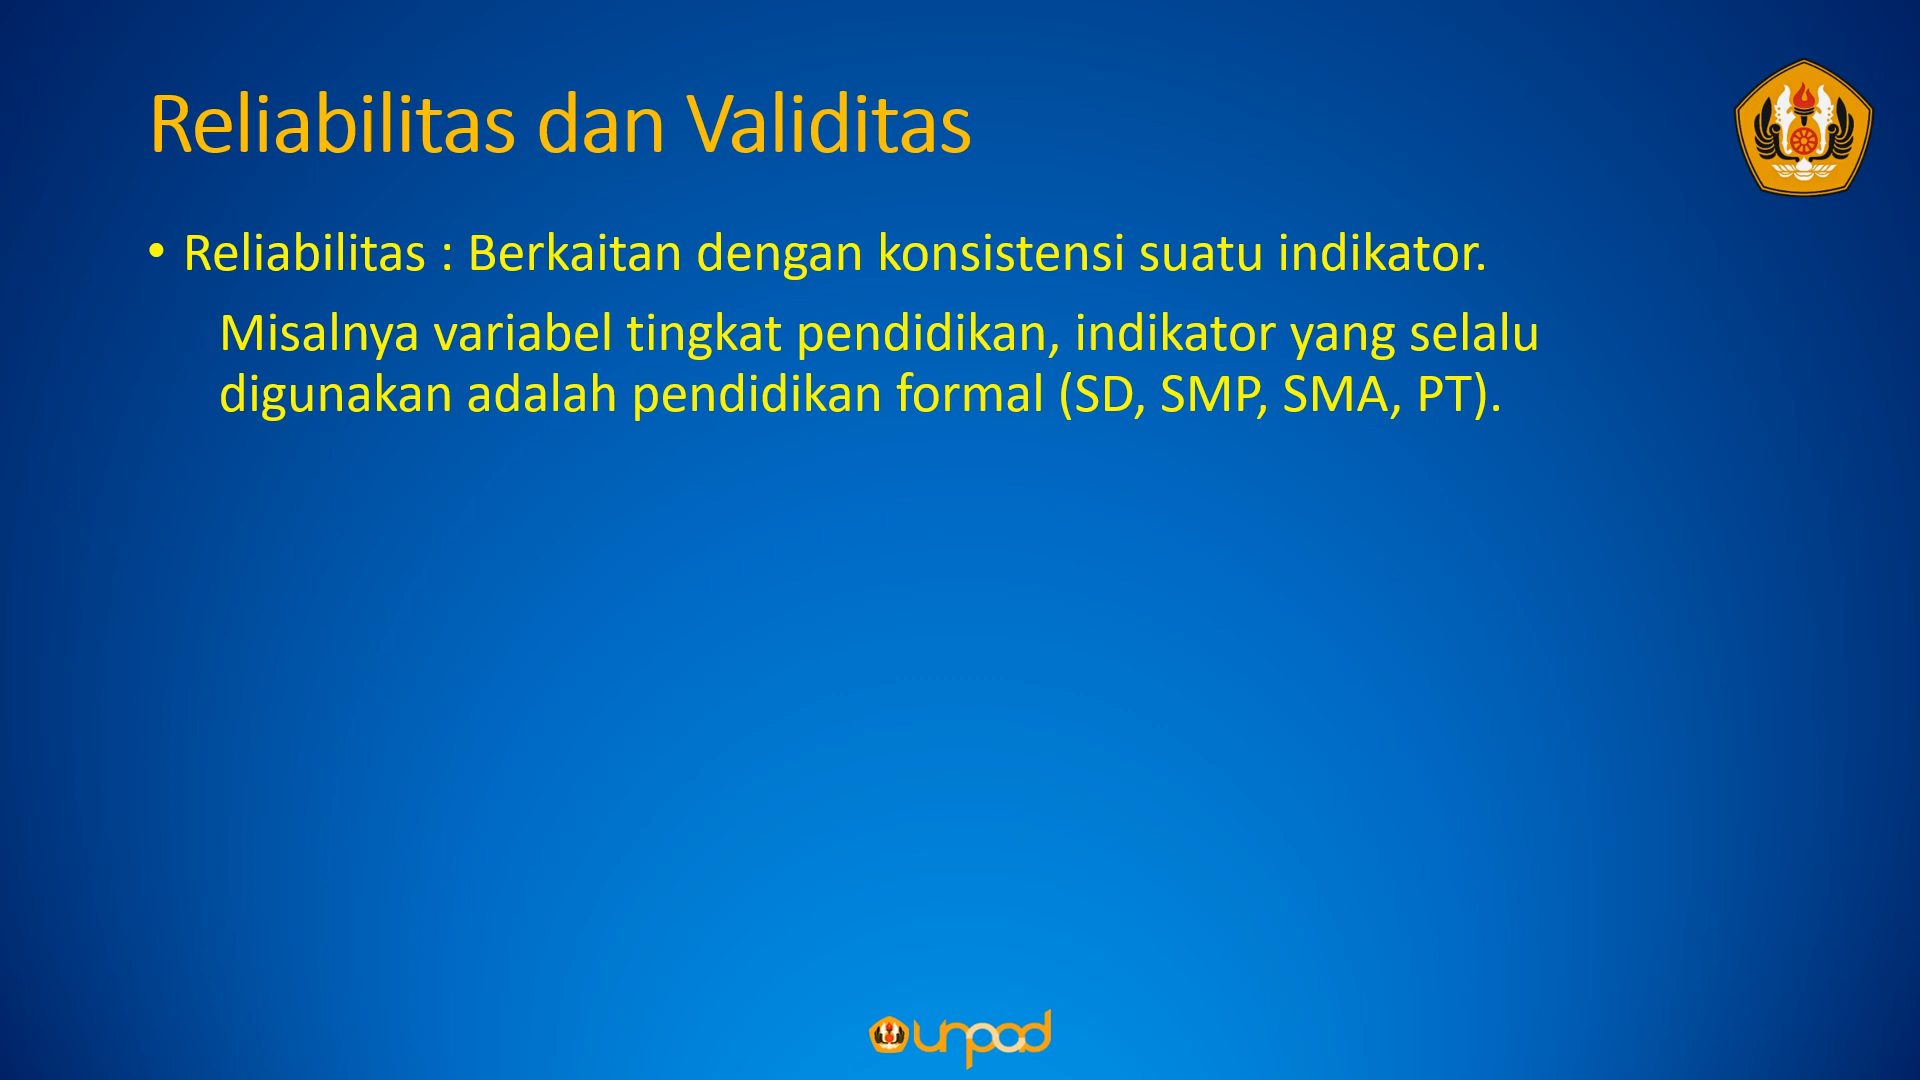 Reliabilitas dan Validitas
• Reliabilitas : Berkaitan dengan konsistensi suatu indikator.
Misalnya variabel tingkat pendidikan, indikator yang selalu
digunakan adalah pendidikan formal (SD, SMP, SMA, PT).
unpad